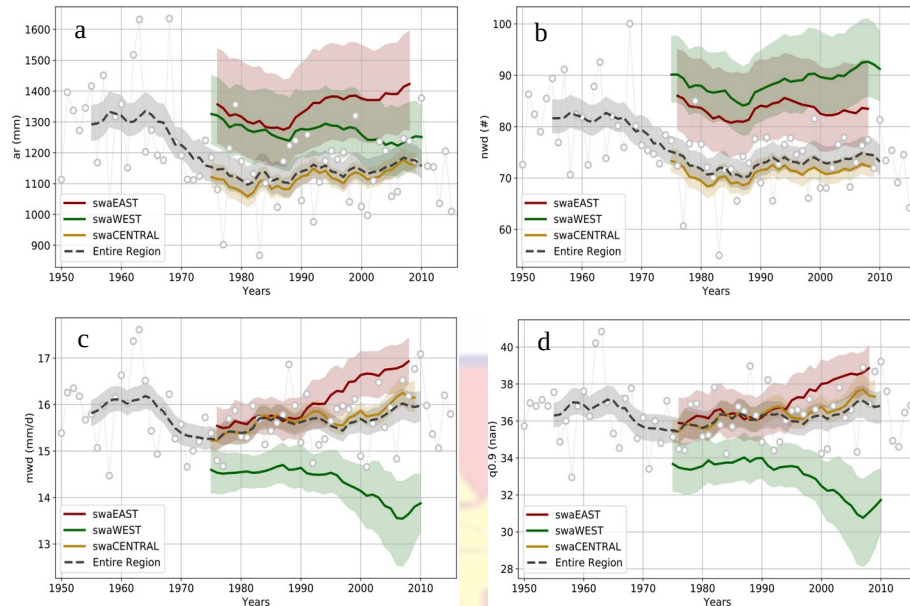 a
1600
1500
1400
1300
1200
1100
1000
900
ar (mm)
swaEAST
swaWEST
swaCENTRAL
Entire Region
1950 1960 1970 1980 1990 2000 2010
Years
b
100
90
80
70
60
nwd (#)
swaEAST
swaWEST
swaCENTRAL
Entire Region
1950 1960 1970 1980 1990 2000 2010
Years
c
17
16
15
14
13
mwd (mm/d)
swaEAST
swaWEST
swaCENTRAL
Entire Region
1950 1960 1970 1980 1990 2000 2010
Years
d
40
38
36
34
32
30
q0.9 (nan)
swaEAST
swaWEST
swaCENTRAL
Entire Region
1950 1960 1970 1980 1990 2000 2010
Years